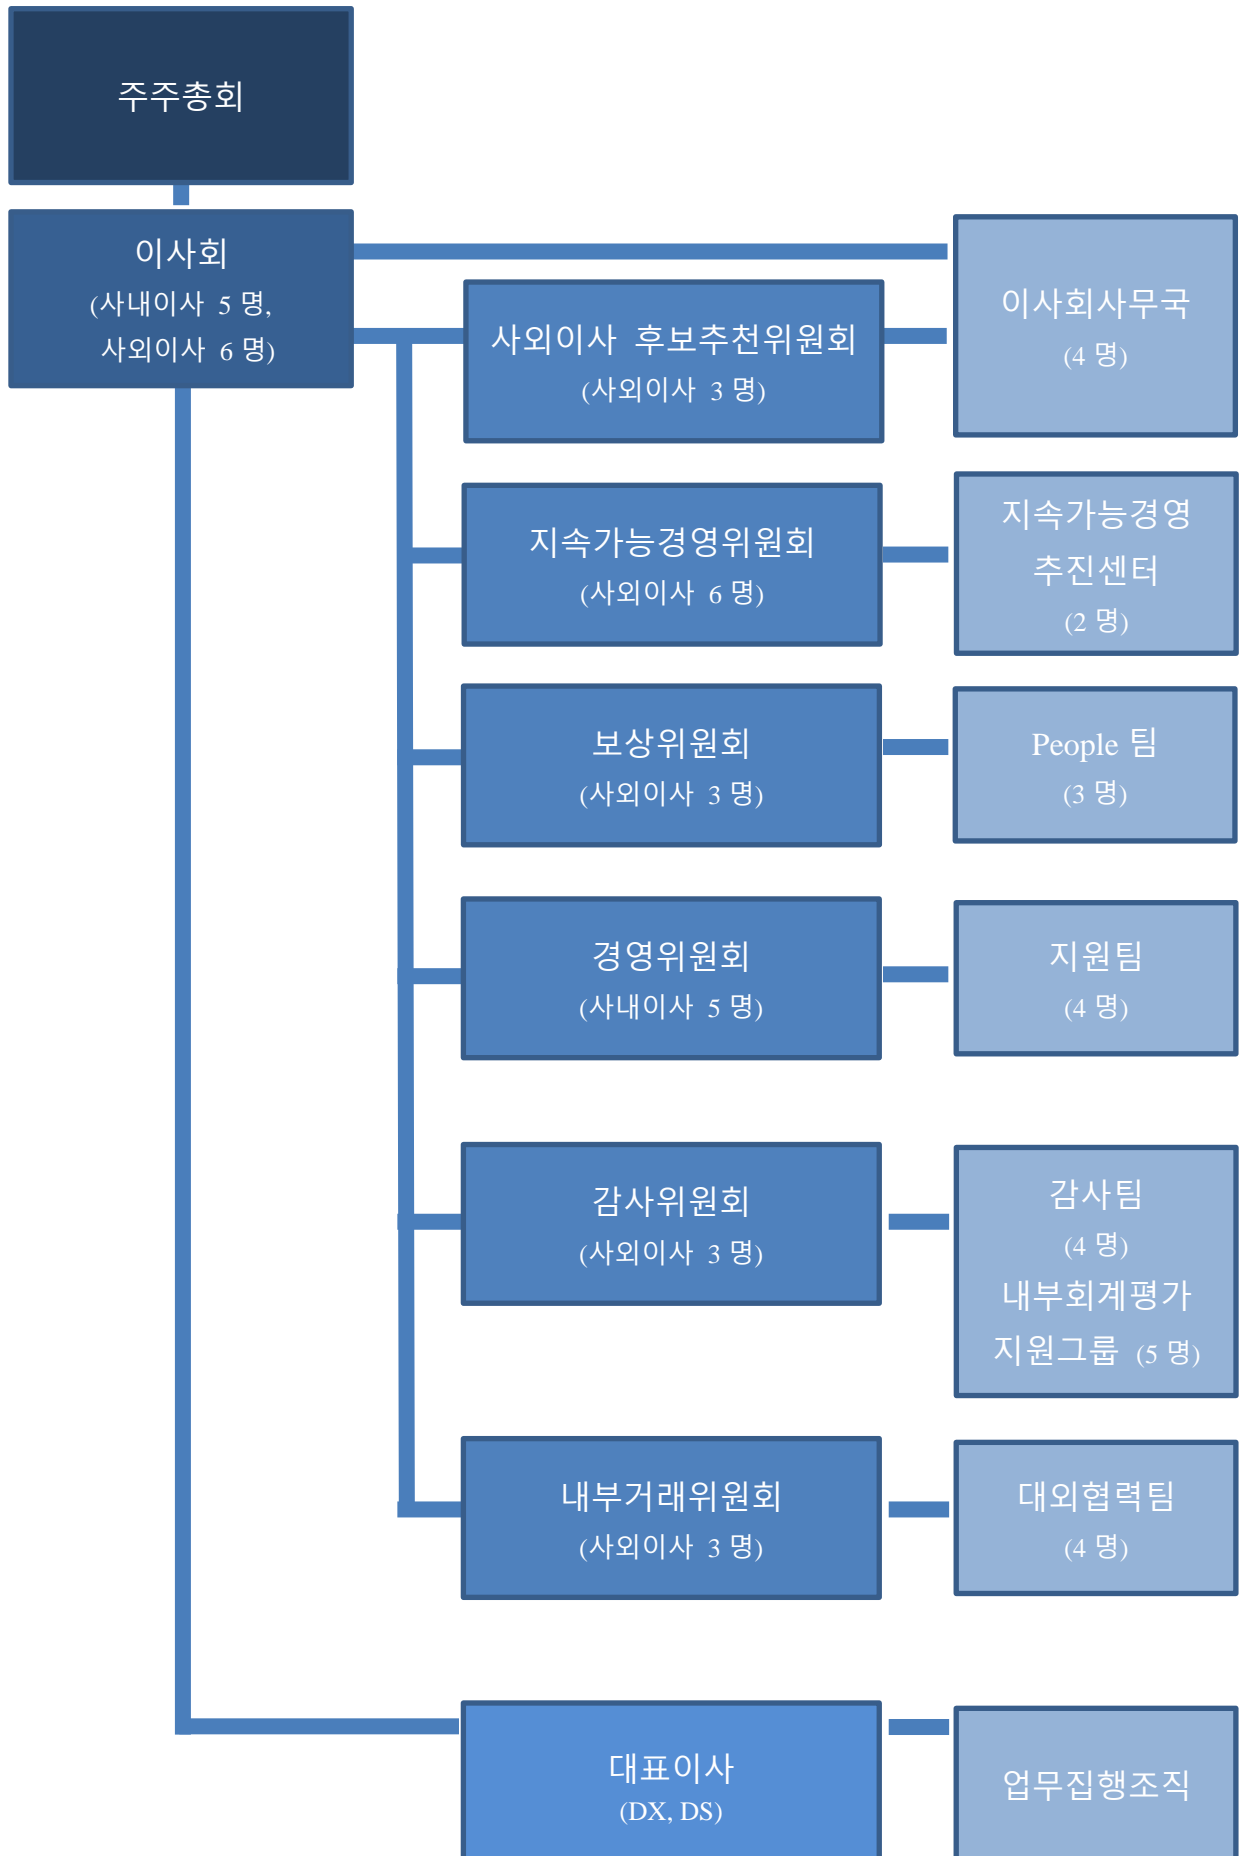 주주총회
이사회
(사내이사 5 명,
사외이사 6 명)
이사회사무국
(4 명)
사외이사 후보추천위원회
(사외이사 3 명)
지속가능경영위원회
(사외이사 6 명)
지속가능경영
추진센터
(2 명)
보상위원회
(사외이사 3 명)
People 팀
(3 명)
경영위원회
(사내이사 5 명)
지원팀
(4 명)
감사위원회
(사외이사 3 명)
감사팀
(4 명)
내부회계평가
지원그룹 (5 명)
내부거래위원회
(사외이사 3 명)
대외협력팀
(4 명)
대표이사
(DX, DS)
업무집행조직